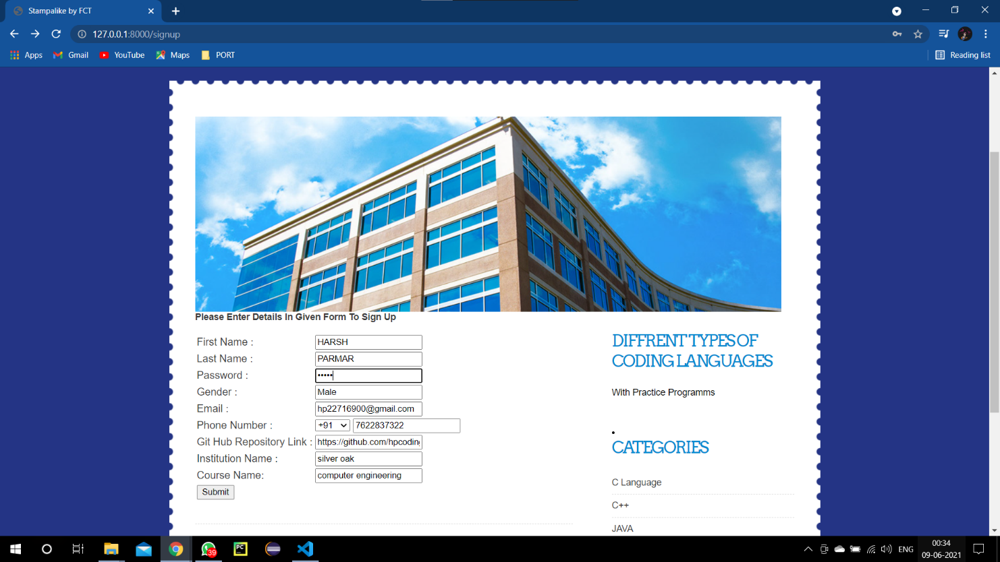 Stampalike by FCT
127.0.0.1:8000/signup
Apps
Gmail
YouTube
Maps
PORT
Reading list
Please Enter Details In Given Form To Sign Up
First Name : HARSH
Last Name : PARMAR
Password : •••••
Gender : Male
Email : hp22716900@gmail.com
Phone Number : +91 7622837322
Git Hub Repository Link : https://github.com/hpcoding
Institution Name : silver oak
Course Name: computer engineering
Submit
DIFFRENT TYPES OF
CODING LANGUAGES
With Practice Programms
CATEGORIES
C Language
C++
JAVA
PC
39
ENG
00:34
09-06-2021